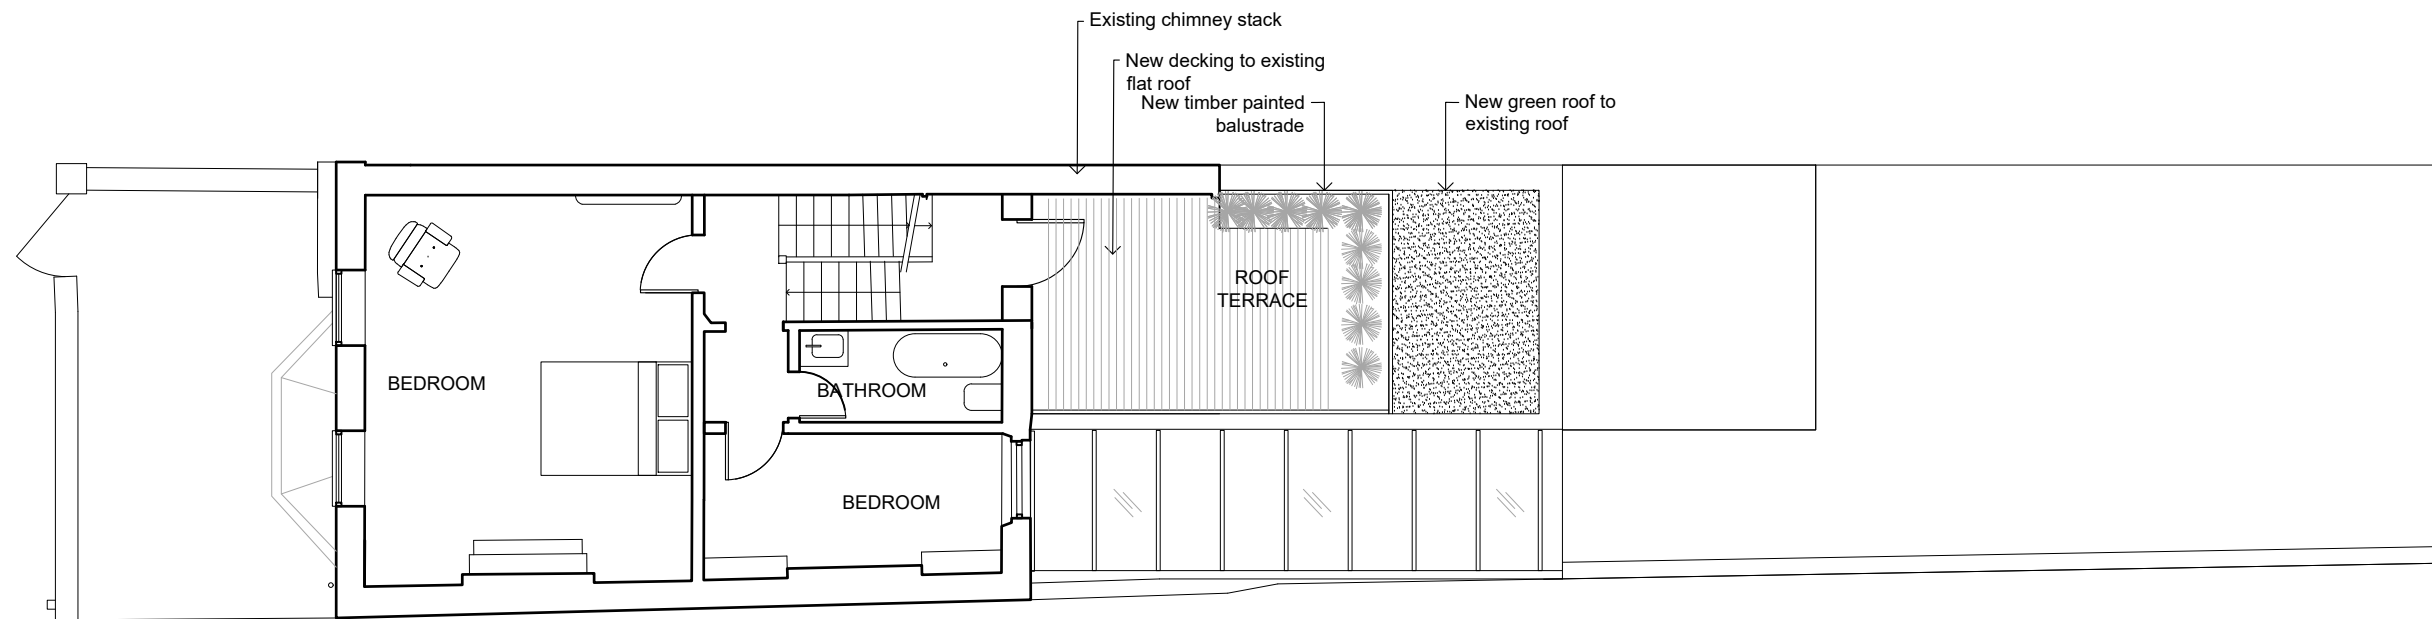 Existing chimney stack
New decking to existing
flat roof
New timber painted
balustrade
New green roof to
existing roof
ROOF
TERRACE
BEDROOM
BATHROOM
BEDROOM